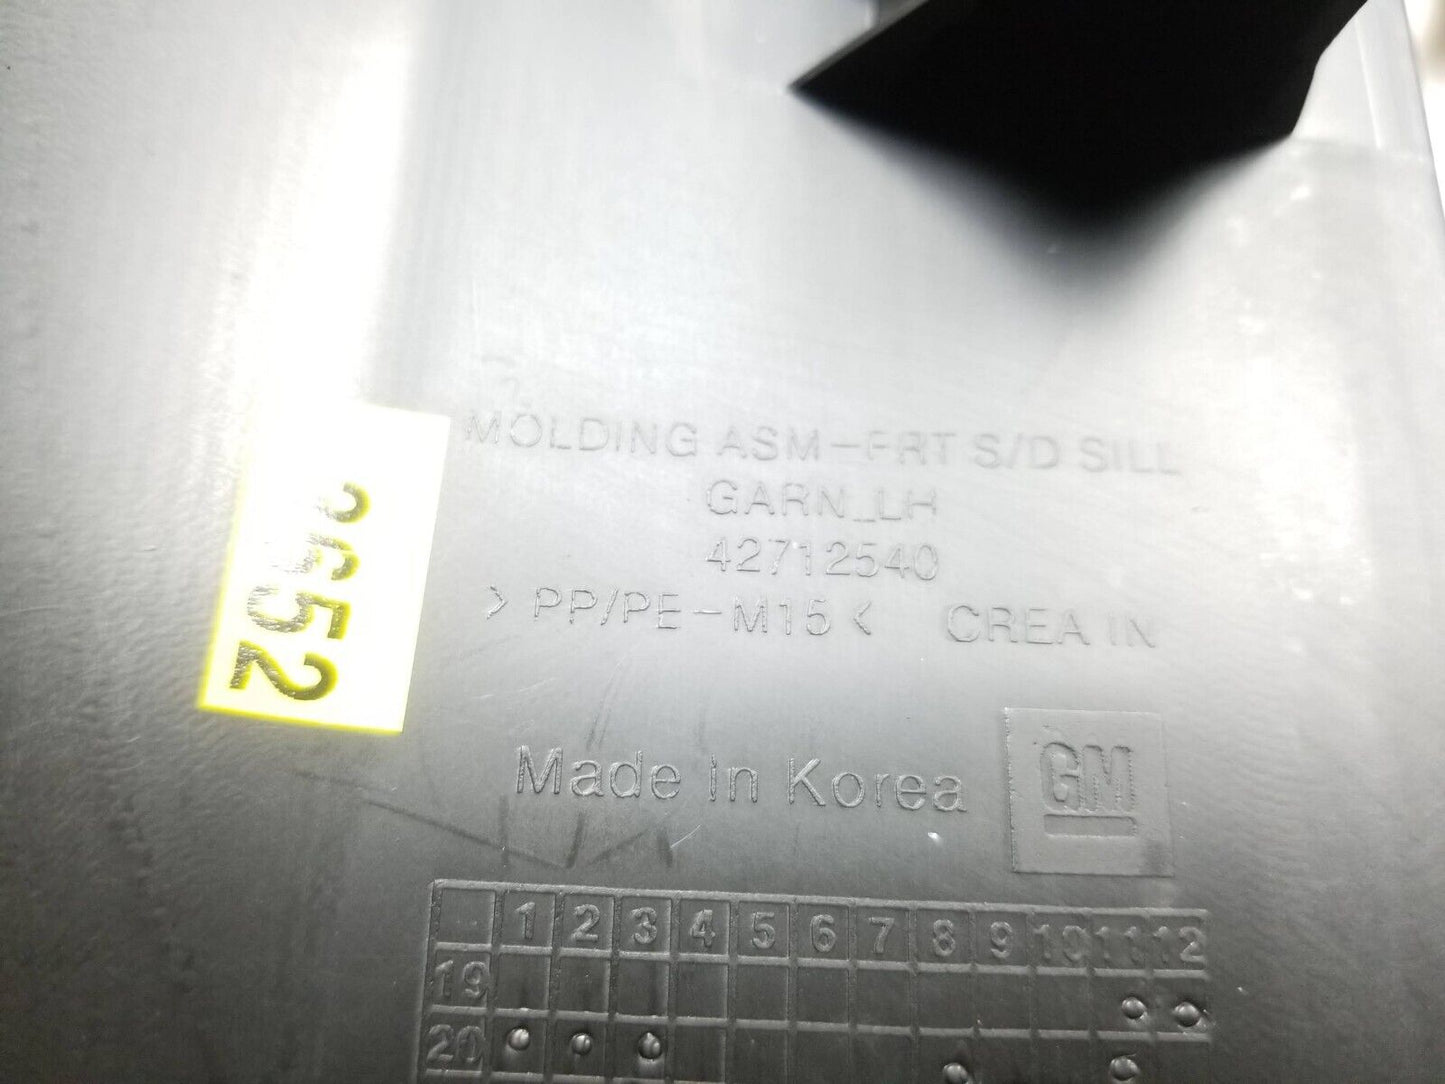 MOLDING ASM-FRT S/D SILL
GARN_LH
42712540
>PP/PE-M15< CREA IN
Made In Korea
GM
2652
1 2 3 4 5 6 7 8 9 10 11 12
19
20